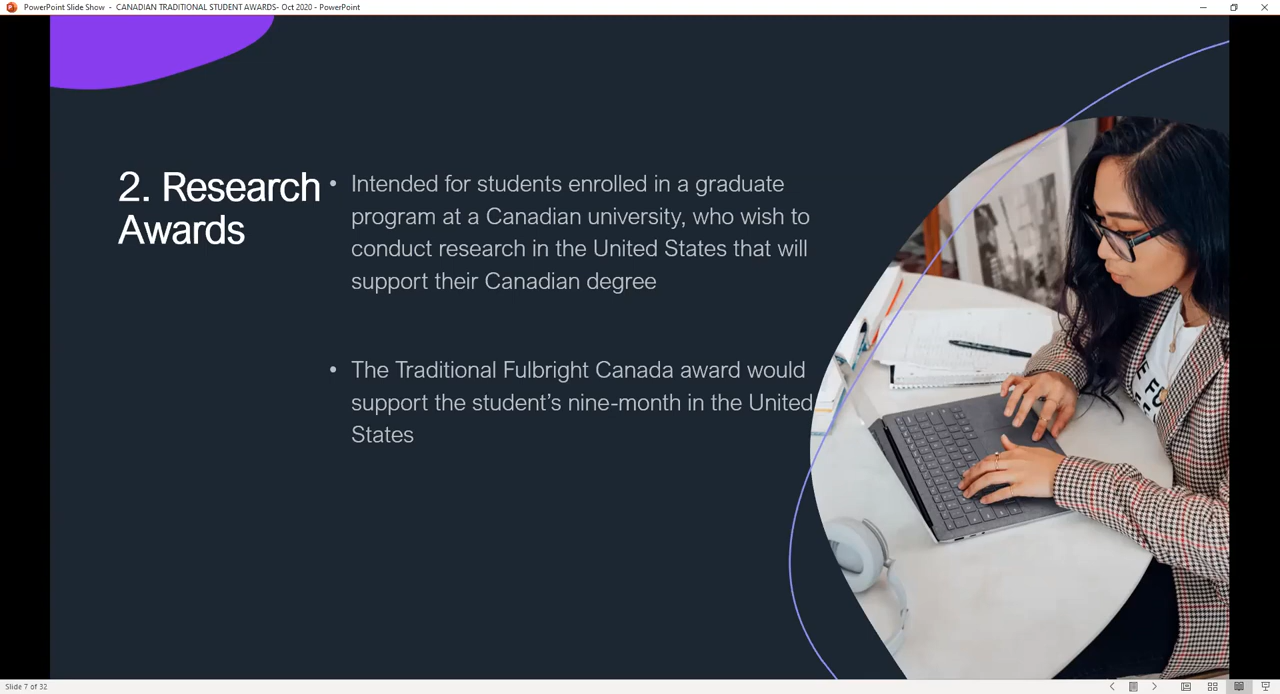 PowerPoint Slide Show - CANADIAN TRADITIONAL STUDENT AWARDS- Oct 2020 - PowerPoint
2. Research
Awards
• Intended for students enrolled in a graduate
program at a Canadian university, who wish to
conduct research in the United States that will
support their Canadian degree
• The Traditional Fulbright Canada award would
support the student’s nine-month in the United
States
Slide 7 of 32